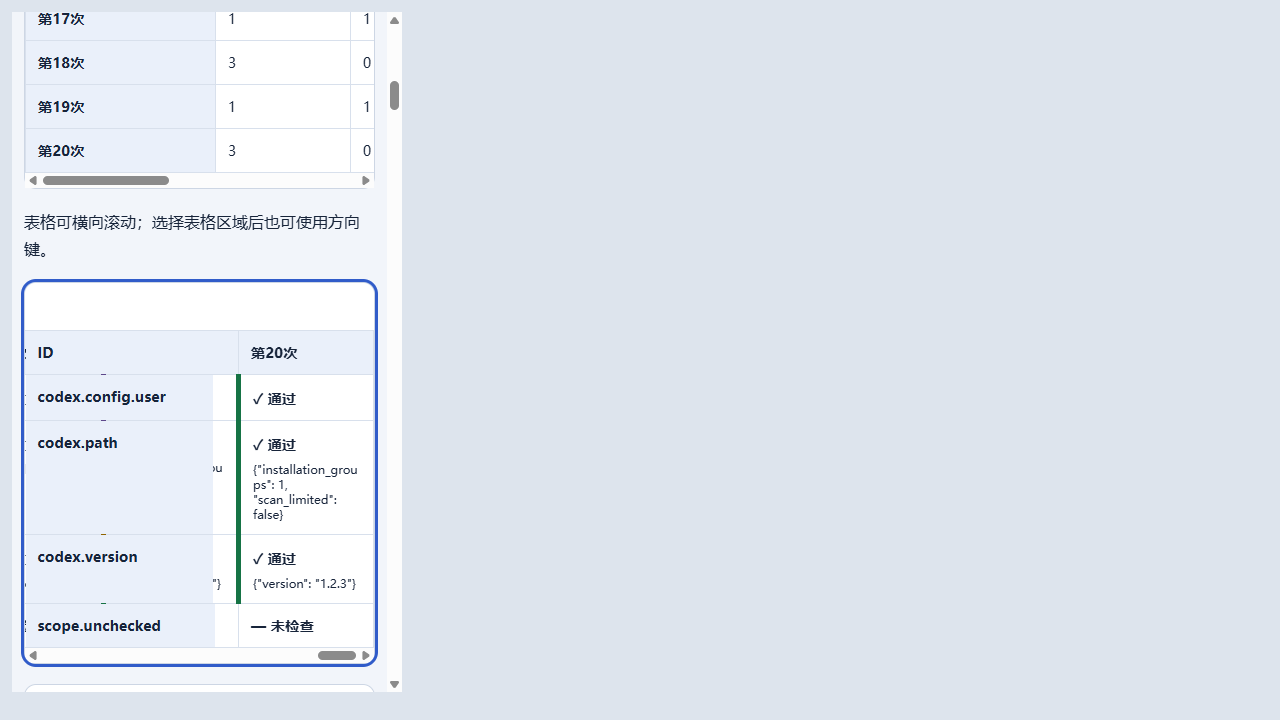 第17次 1 1
第18次 3 0
第19次 1 1
第20次 3 0
表格可横向滚动；选择表格区域后也可使用方向
键。
ID 第20次
codex.config.user ✓ 通过
codex.path ✓ 通过
{"installation_grou
ps": 1,
"scan_limited":
false}
codex.version ✓ 通过
"} {"version": "1.2.3"}
scope.unchecked — 未检查